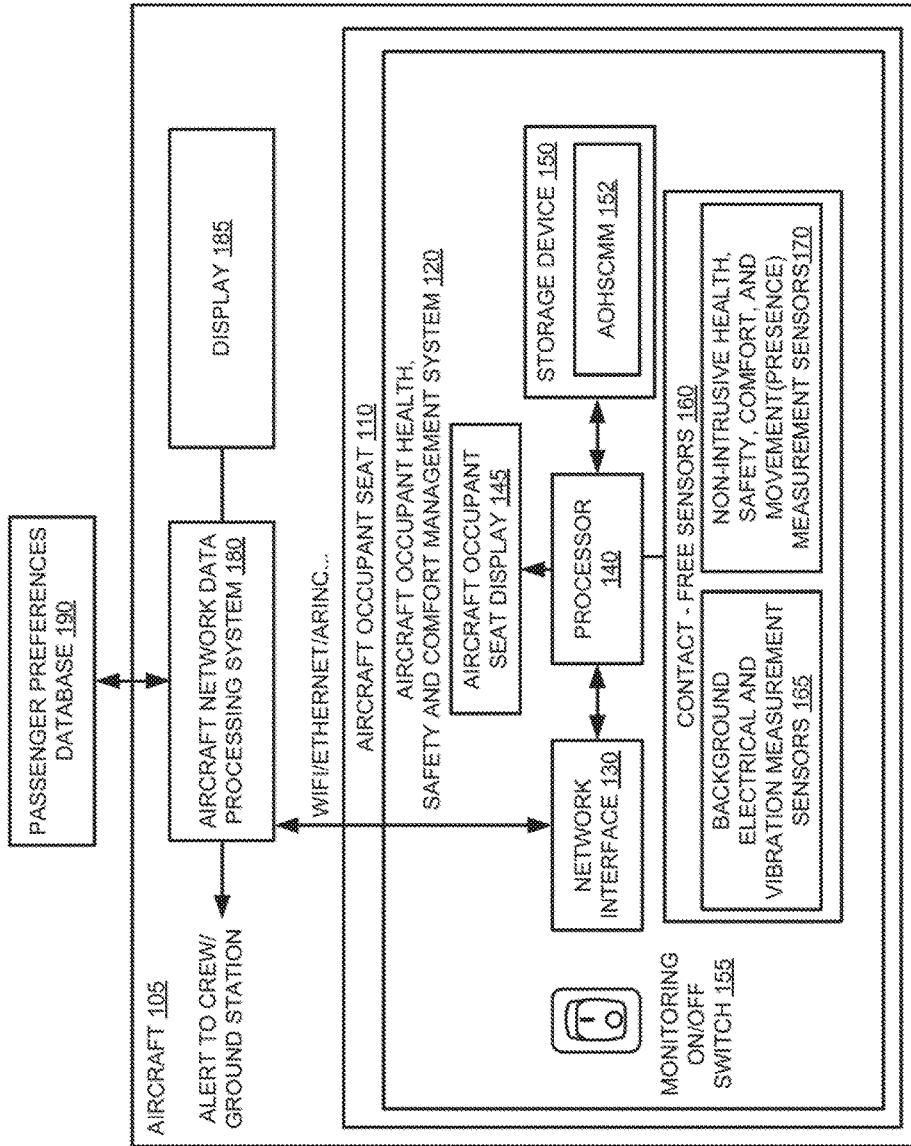 PASSENGER PREFERENCES
DATABASE 190
AIRCRAFT 105
ALERT TO CREW/
GROUND STATION
AIRCRAFT NETWORK DATA
PROCESSING SYSTEM 180
DISPLAY 185
WIFI/ETHERNET/ARINC...
AIRCRAFT OCCUPANT SEAT 110
AIRCRAFT OCCUPANT HEALTH,
SAFETY AND COMFORT MANAGEMENT SYSTEM 120
AIRCRAFT OCCUPANT
SEAT DISPLAY 145
MONITORING
ON/OFF
SWITCH 155
NETWORK
INTERFACE 130
PROCESSOR
140
STORAGE DEVICE 150
AOHSCMM 152
CONTACT - FREE SENSORS 160
BACKGROUND
ELECTRICAL AND
VIBRATION MEASUREMENT
SENSORS 165
NON-INTRUSIVE HEALTH,
SAFETY, COMFORT, AND
MOVEMENT(PRESENCE)
MEASUREMENT SENSORS170